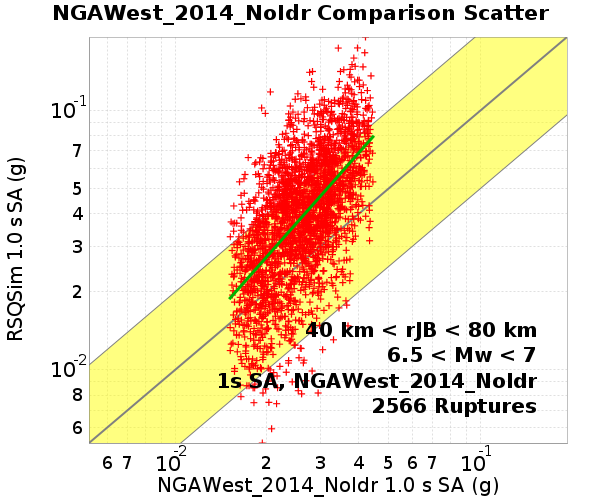 NGAWest_2014_NoIdr Comparison Scatter
RSQSim 1.0 s SA (g)
10-1
7
5
4
3
2
10-2
8
6
40 km < rJB < 80 km
6.5 < Mw < 7
1s SA, NGAWest_2014_NoIdr
2566 Ruptures
6 7 10-2 2 3 4 5 6 7 10-1
NGAWest_2014_NoIdr 1.0 s SA (g)